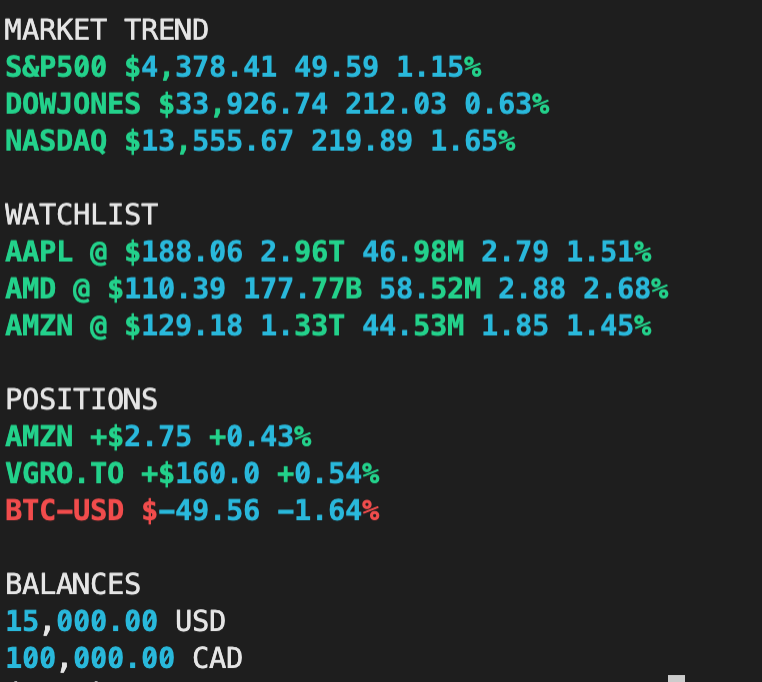 MARKET TREND
S&P500 $4,378.41 49.59 1.15%
DOWJONES $33,926.74 212.03 0.63%
NASDAQ $13,555.67 219.89 1.65%
WATCHLIST
AAPL @ $188.06 2.96T 46.98M 2.79 1.51%
AMD @ $110.39 177.77B 58.52M 2.88 2.68%
AMZN @ $129.18 1.33T 44.53M 1.85 1.45%
POSITIONS
AMZN +$2.75 +0.43%
VGRO.TO +$160.0 +0.54%
BTC-USD $-49.56 -1.64%
BALANCES
15,000.00 USD
100,000.00 CAD